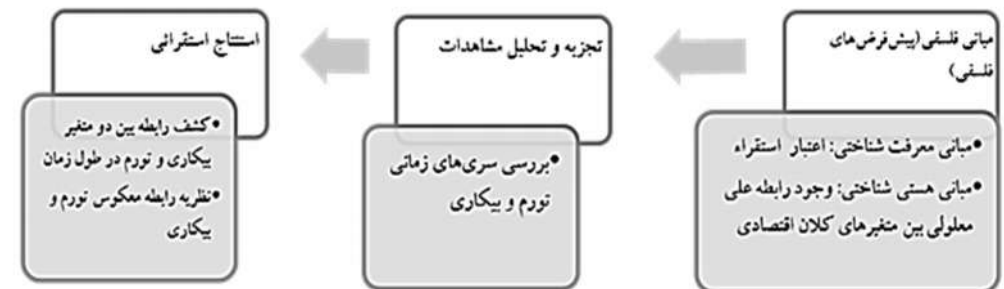 مبانی فلسفی (پیش‌فرض‌های
فلسفی)
•مبانی معرفت شناختی: اعتبار استقراء
•مبانی هستی شناختی: وجود رابطه علی
معلولی بین متغیرهای کلان اقتصادی
تجزیه و تحلیل مشاهدات
•بررسی سری‌های زمانی
تورم و بیکاری
استنتاج استقرائی
•کشف رابطه بین دو متغیر
بیکاری و تورم در طول زمان
•نظریه رابطه معکوس تورم و
بیکاری